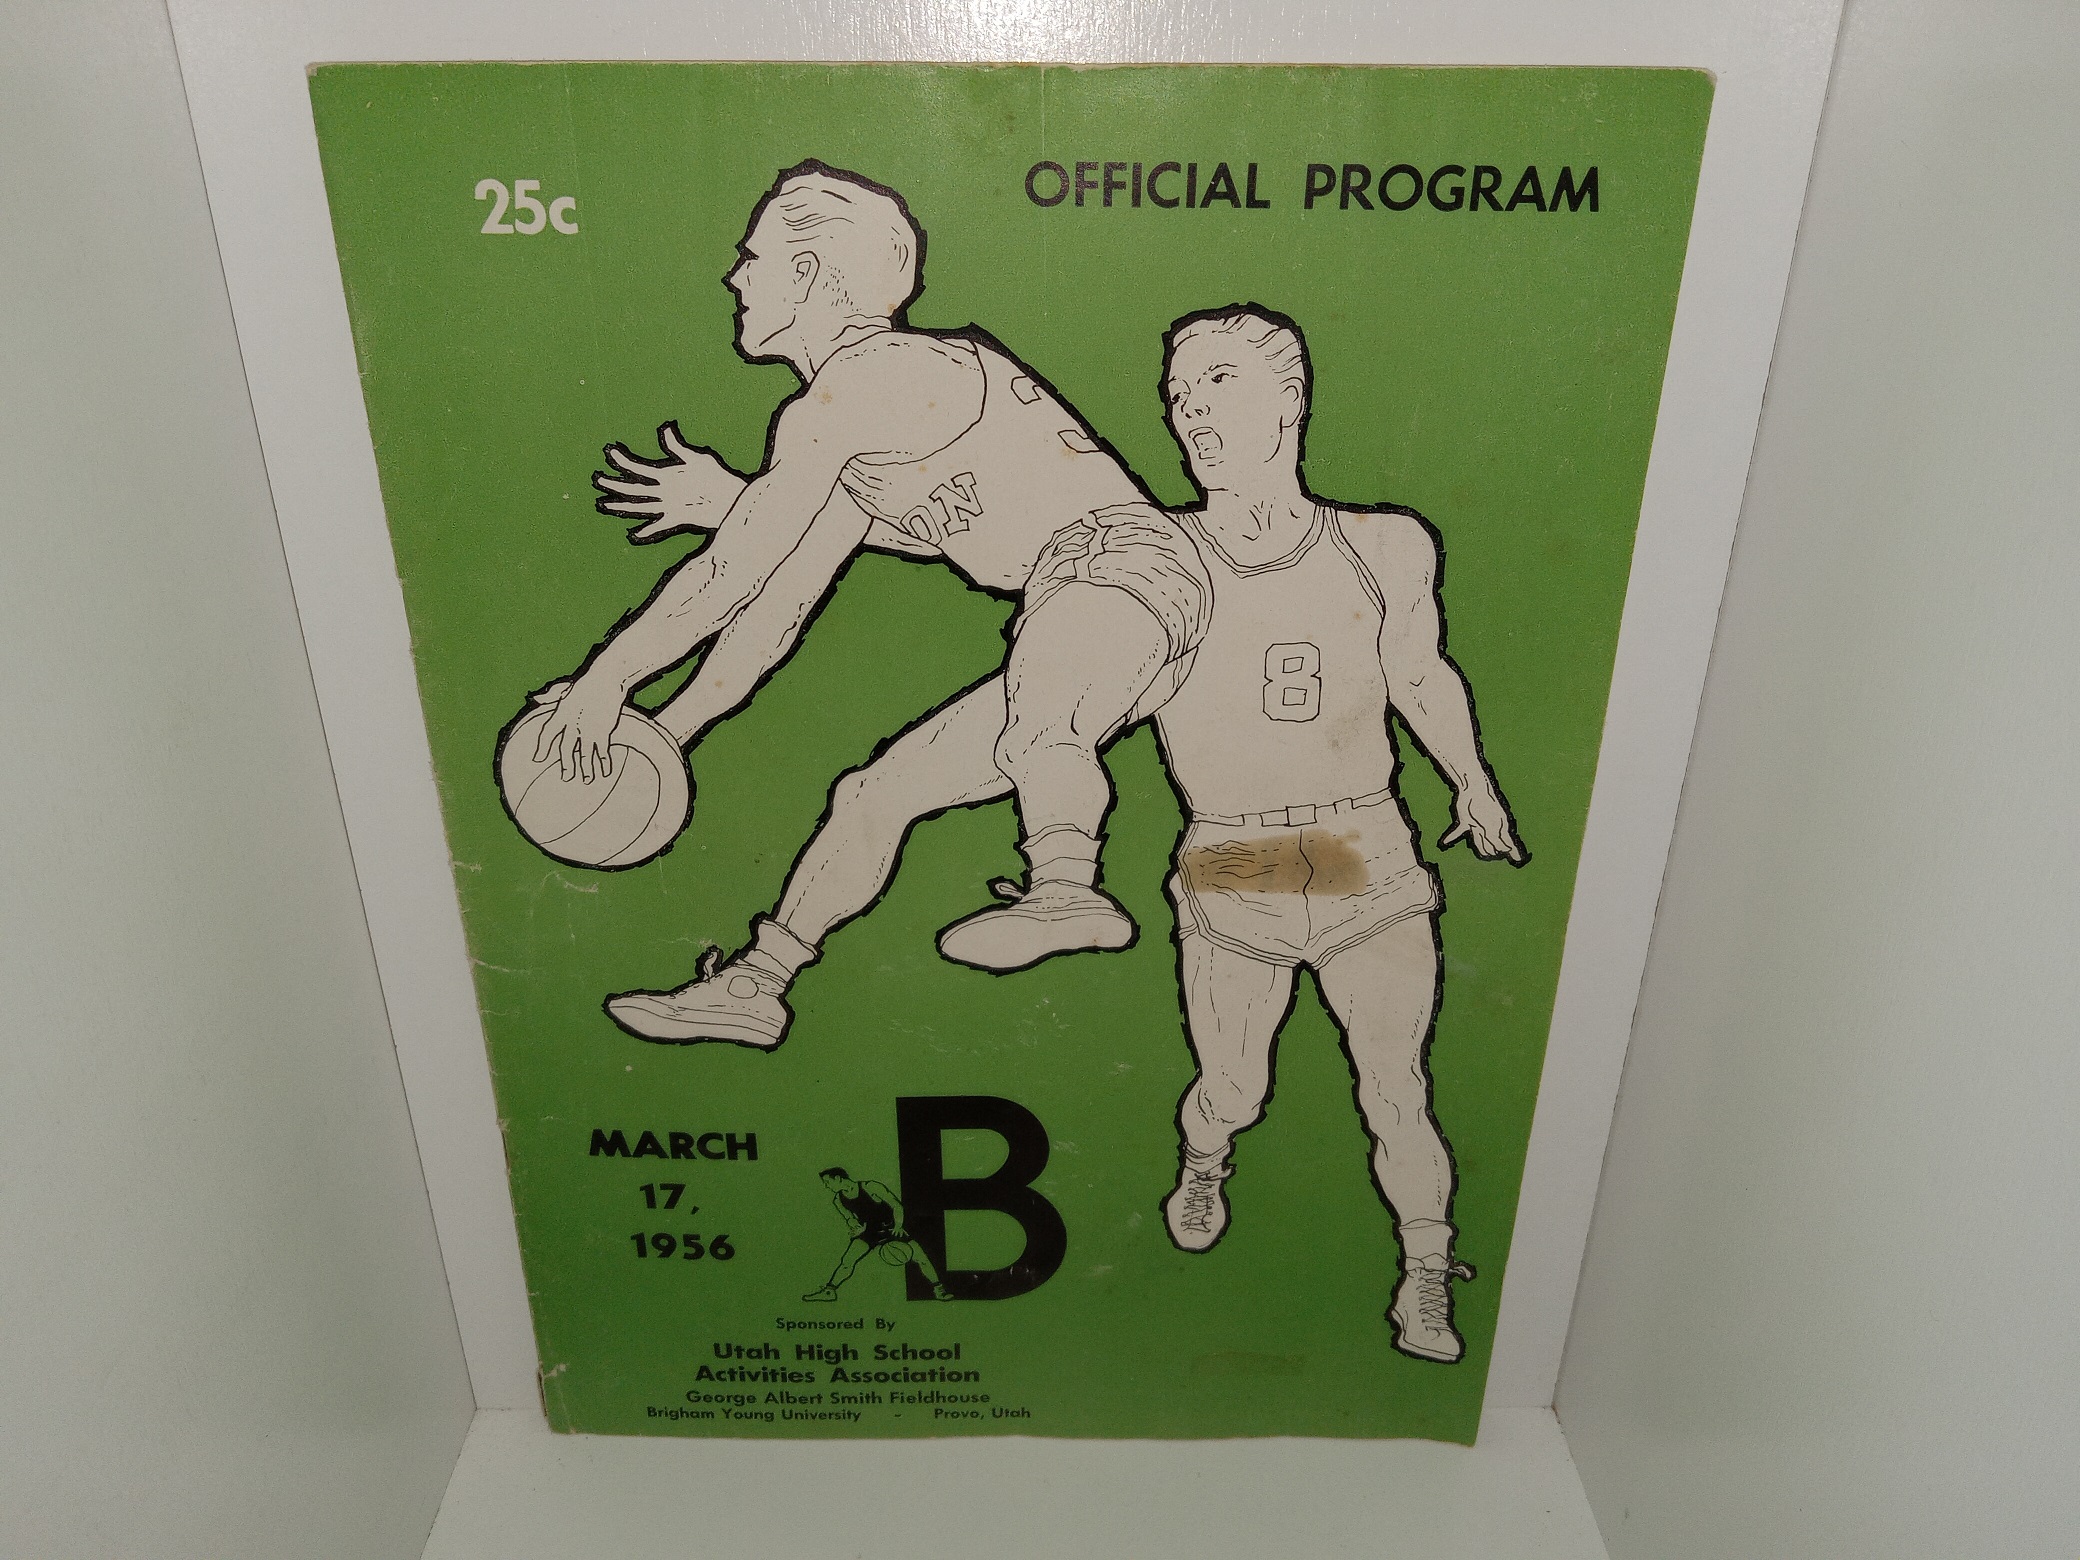 25c
OFFICIAL PROGRAM
ON
8
MARCH
17,
1956
B
Sponsored By
Utah High School
Activities Association
George Albert Smith Fieldhouse
Brigham Young University - Provo, Utah